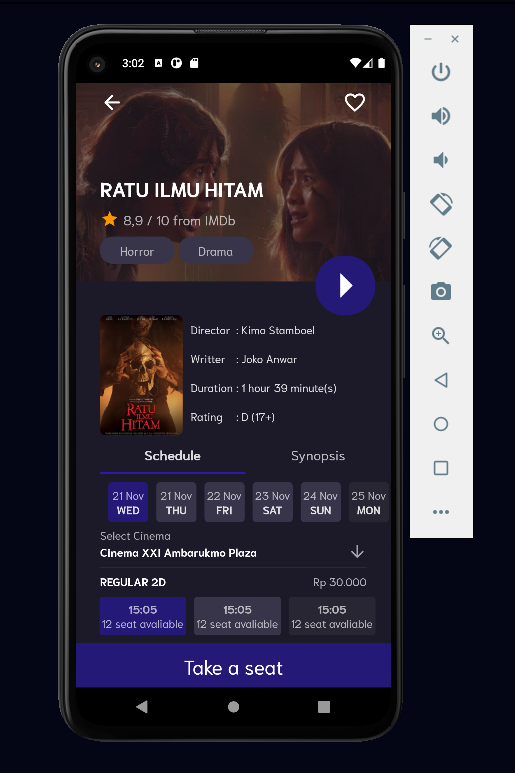 3:02
RATU ILMU HITAM
8,9 / 10 from IMDb
Horror Drama
Director : Kimo Stamboel
Writter : Joko Anwar
Duration : 1 hour 39 minute(s)
Rating : D (17+)
RATU
ILMU
HITAM
Schedule Synopsis
21 Nov 21 Nov 22 Nov 23 Nov 24 Nov 25 Nov
WED THU FRI SAT SUN MON
Select Cinema
Cinema XXI Ambarukmo Plaza
REGULAR 2D Rp 30.000
15:05 15:05 15:05
12 seat avaliable 12 seat avaliable 12 seat avaliable
Take a seat